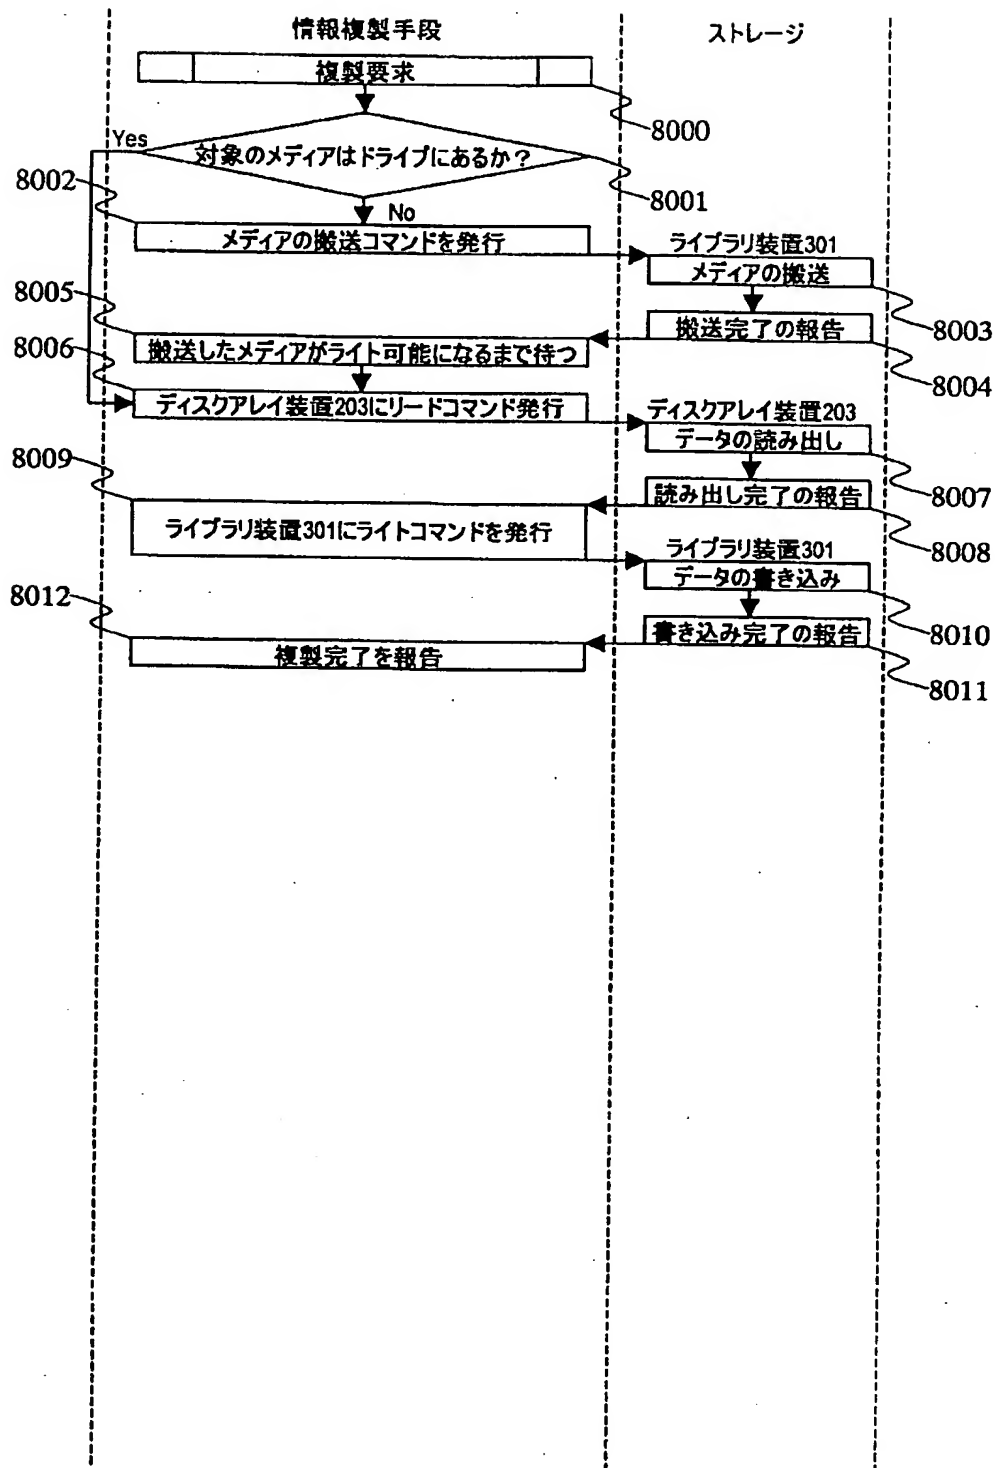 情報複製手段
ストレージ
複製要求
8000
Yes
対象のメディアはドライブにあるか?
8001
8002
No
メディアの搬送コマンドを発行
ライブラリ装置301
メディアの搬送
8003
搬送完了の報告
8004
8005
搬送したメディアがライト可能になるまで待つ
8006
ディスクアレイ装置203にリードコマンド発行
ディスクアレイ装置203
データの読み出し
8007
読み出し完了の報告
8008
8009
ライブラリ装置301にライトコマンドを発行
ライブラリ装置301
データの書き込み
8010
書き込み完了の報告
8011
8012
複製完了を報告